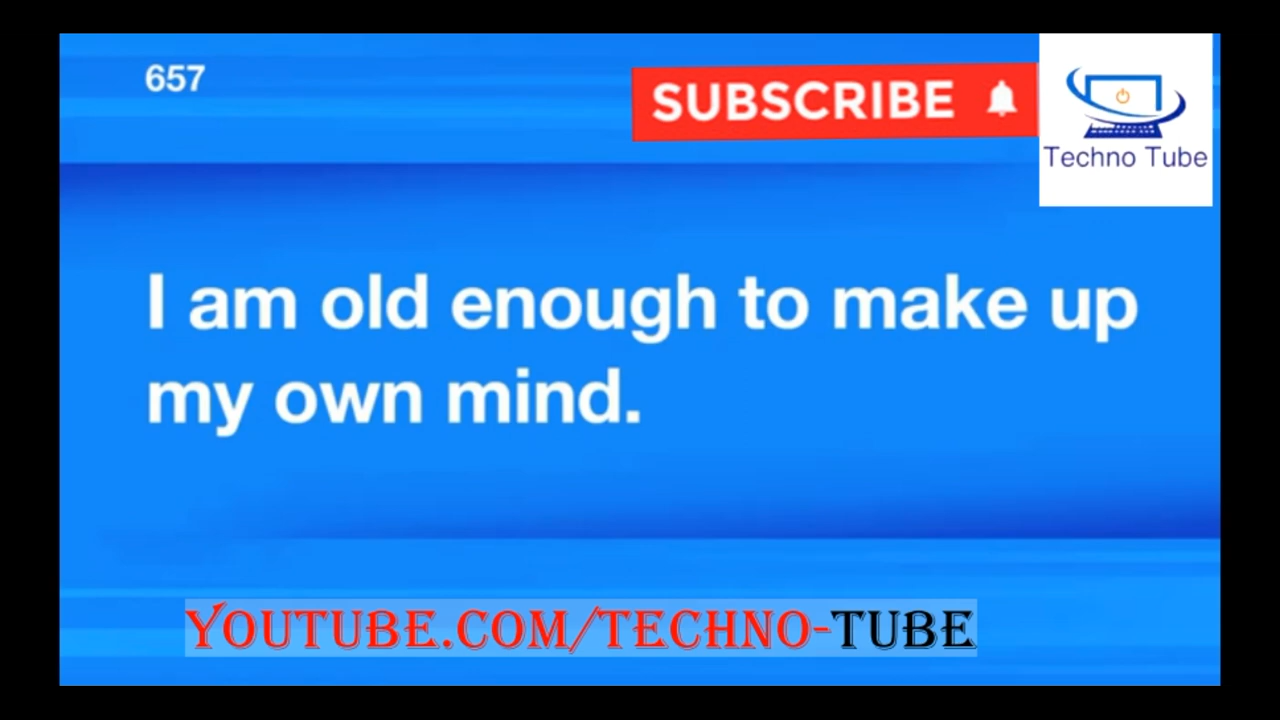 657
SUBSCRIBE
Techno Tube
I am old enough to make up
my own mind.
YOUTUBE.COM/TECHNO-TUBE